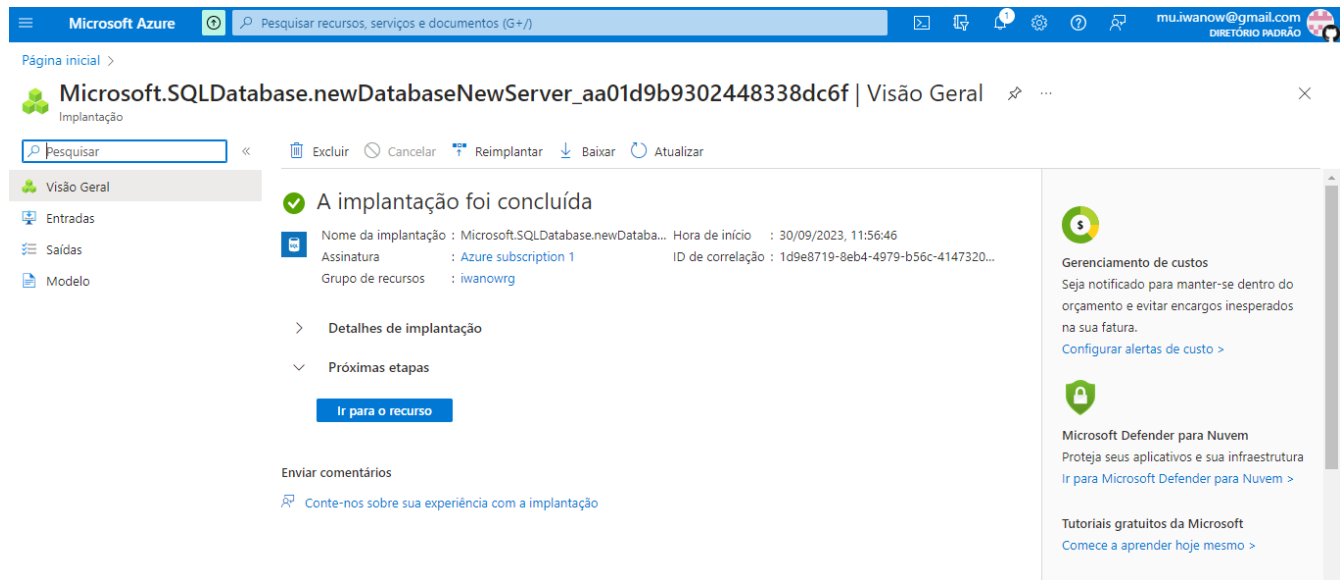 Microsoft Azure
Pesquisar recursos, serviços e documentos (G+/)
1
mu.iwanow@gmail.com
DIRETÓRIO PADRÃO
Página inicial >
Microsoft.SQLDatabase.newDatabaseNewServer_aa01d9b9302448338dc6f | Visão Geral
Implantação
Pesquisar
Excluir Cancelar Reimplantar Baixar Atualizar
Visão Geral
Entradas
Saídas
Modelo
A implantação foi concluída
Nome da implantação : Microsoft.SQLDatabase.newDataba... Hora de início : 30/09/2023, 11:56:46
Assinatura : Azure subscription 1 ID de correlação : 1d9e8719-8eb4-4979-b56c-4147320...
Grupo de recursos : iwanowrg
Detalhes de implantação
Próximas etapas
Ir para o recurso
Enviar comentários
Conte-nos sobre sua experiência com a implantação
Gerenciamento de custos
Seja notificado para manter-se dentro do
orçamento e evitar encargos inesperados
na sua fatura.
Configurar alertas de custo >
Microsoft Defender para Nuvem
Proteja seus aplicativos e sua infraestrutura
Ir para Microsoft Defender para Nuvem >
Tutoriais gratuitos da Microsoft
Comece a aprender hoje mesmo >